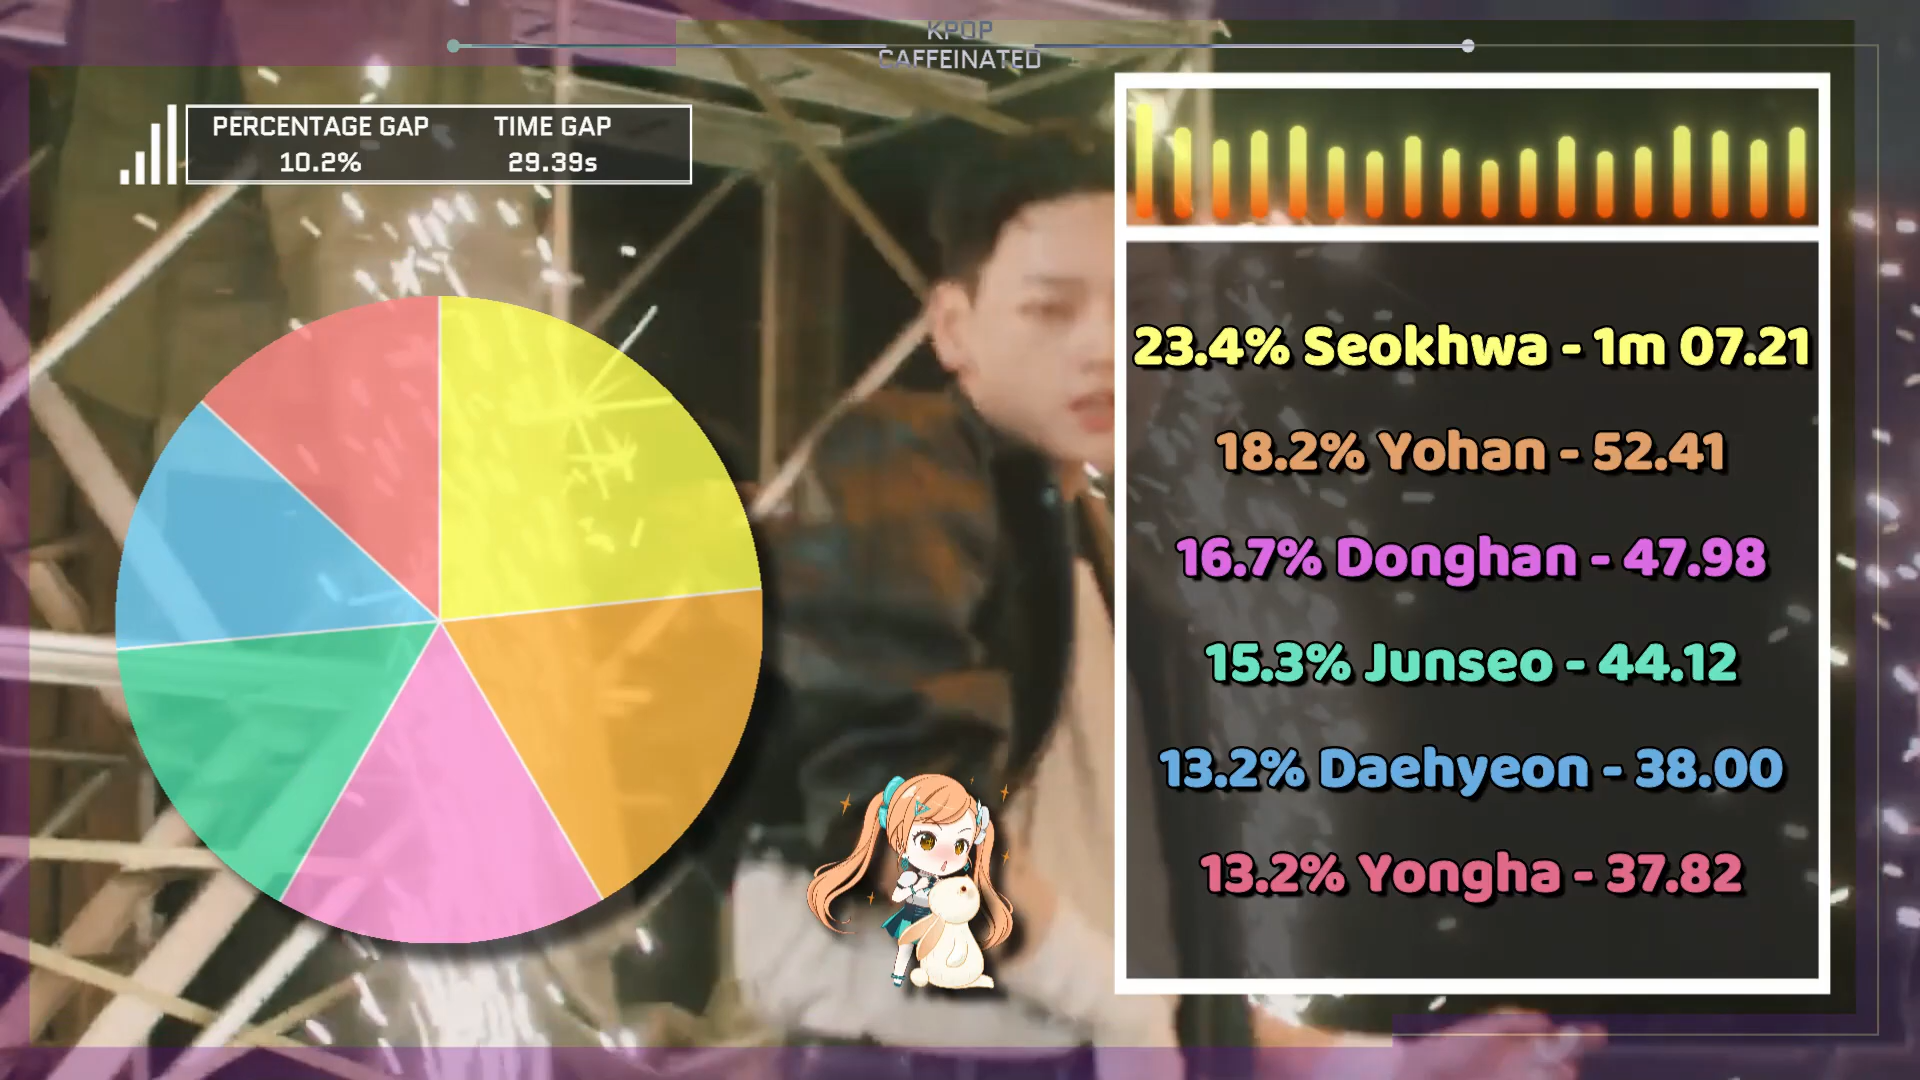 KPOP
CAFFEINATED
PERCENTAGE GAP
10.2%
TIME GAP
29.39s
23.4% Seokhwa - 1m 07.21
18.2% Yohan - 52.41
16.7% Donghan - 47.98
15.3% Junseo - 44.12
13.2% Daehyeon - 38.00
13.2% Yongha - 37.82